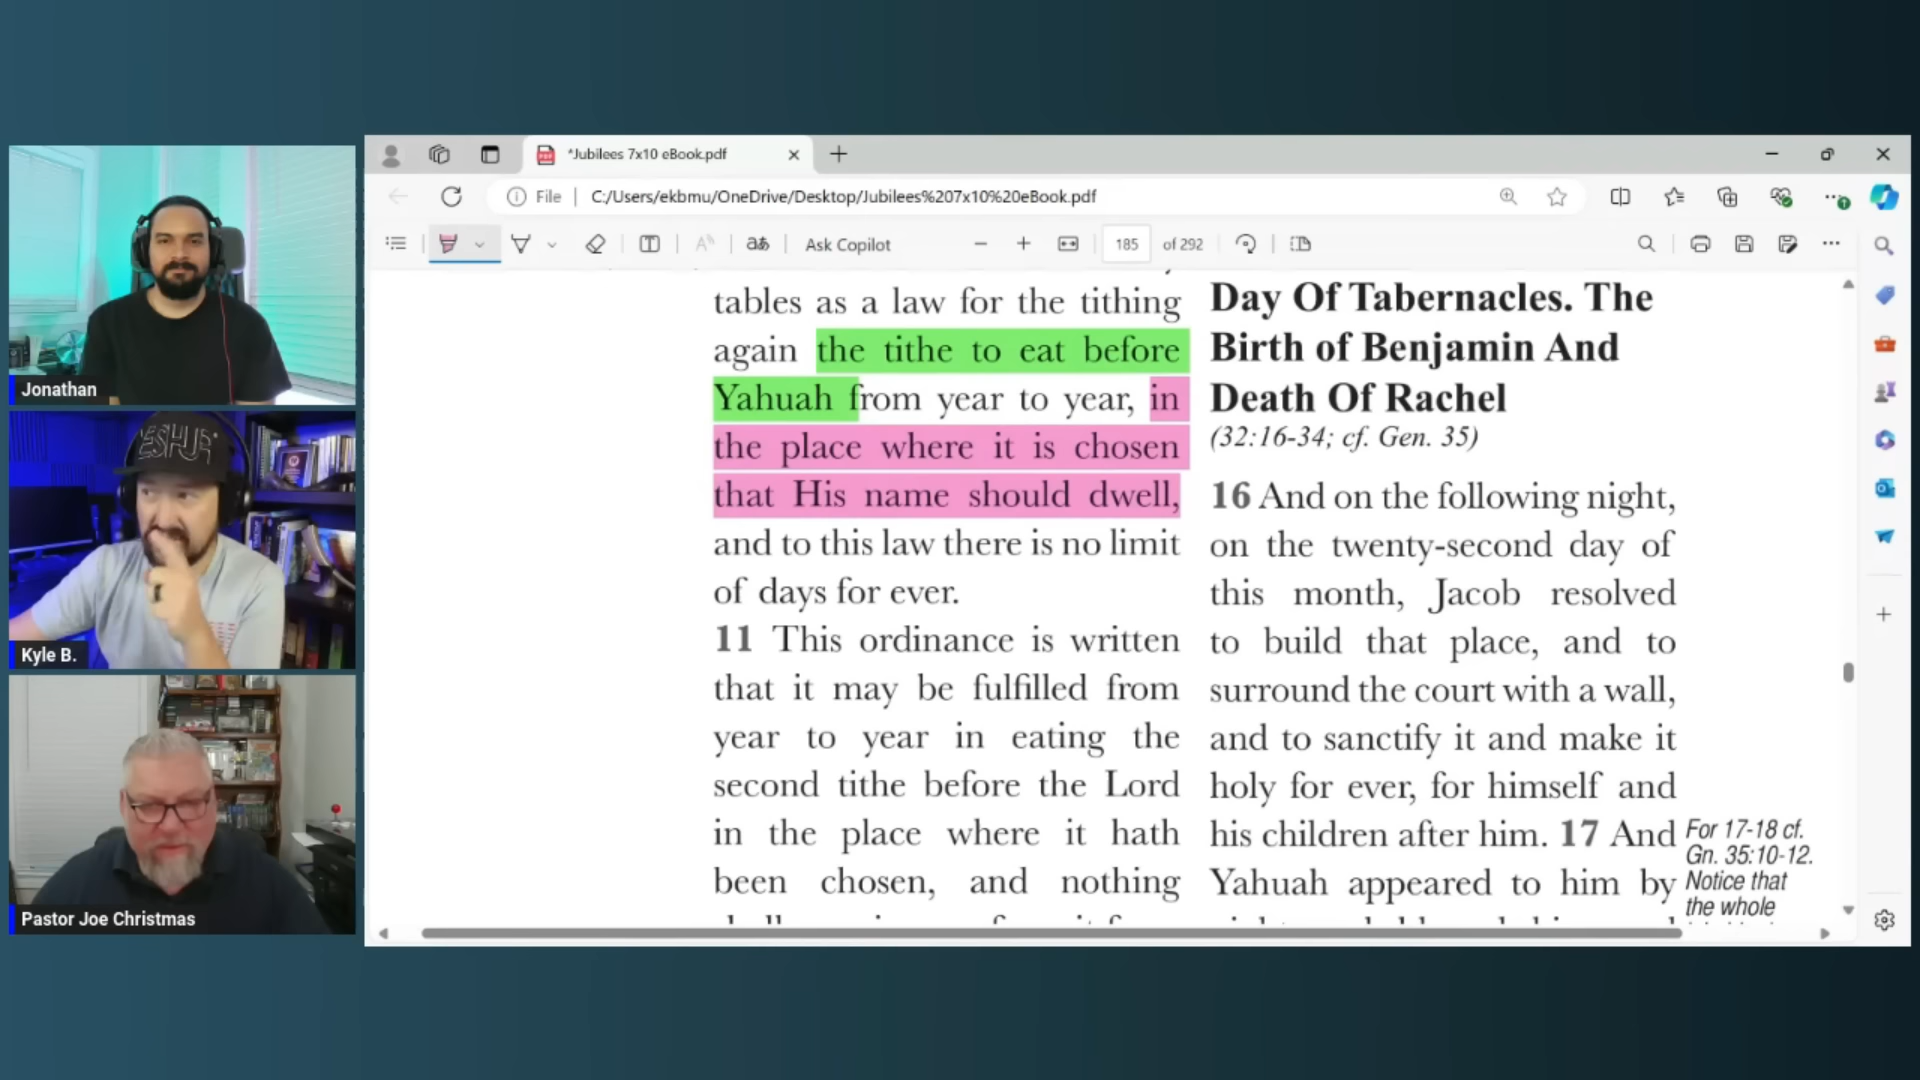 Jonathan
Kyle B.
Pastor Joe Christmas
*Jubilees 7x10 eBook.pdf
File
C:/Users/ekbmu/OneDrive/Desktop/Jubilees%207x10%20eBook.pdf
Ask Copilot
185 of 292
tables as a law for the tithing
again the tithe to eat before
Yahuah from year to year, in
the place where it is chosen
that His name should dwell,
and to this law there is no limit
of days for ever.
11 This ordinance is written
that it may be fulfilled from
year to year in eating the
second tithe before the Lord
in the place where it hath
been chosen, and nothing
Day Of Tabernacles. The
Birth of Benjamin And
Death Of Rachel
(32:16-34; cf. Gen. 35)
16 And on the following night,
on the twenty-second day of
this month, Jacob resolved
to build that place, and to
surround the court with a wall,
and to sanctify it and make it
holy for ever, for himself and
his children after him. 17 And
Yahuah appeared to him by
For 17-18 cf.
Gn. 35:10-12.
Notice that
the whole